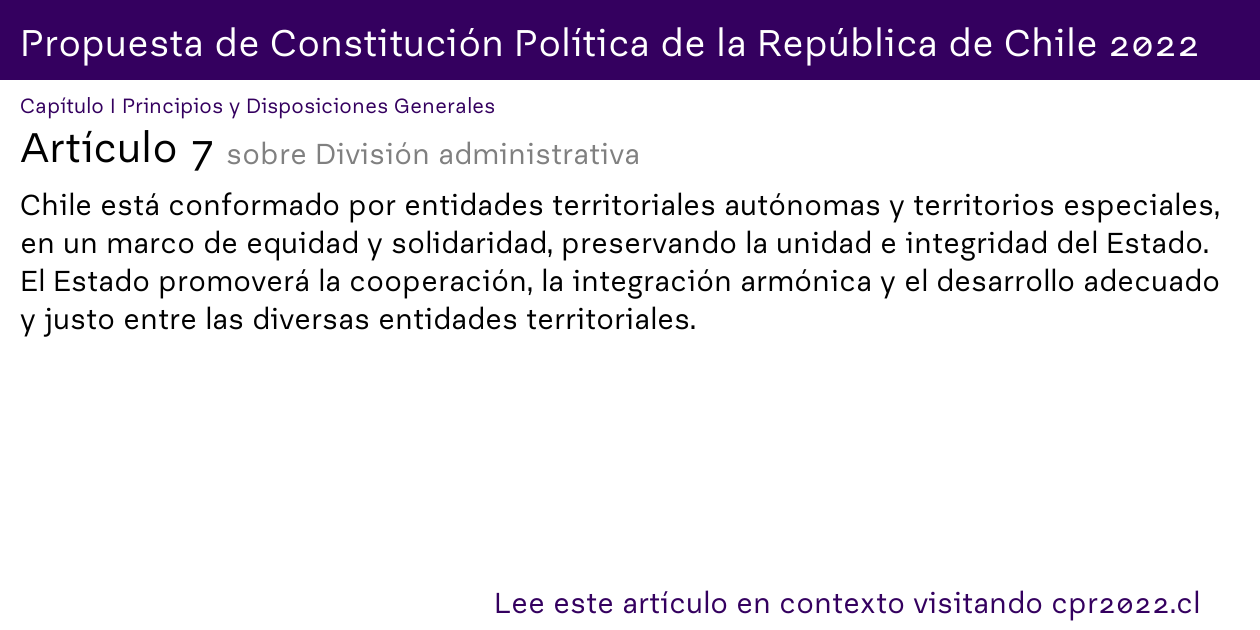 Propuesta de Constitución Política de la República de Chile 2022
Capítulo I Principios y Disposiciones Generales
Artículo 7 sobre División administrativa
Chile está conformado por entidades territoriales autónomas y territorios especiales,
en un marco de equidad y solidaridad, preservando la unidad e integridad del Estado.
El Estado promoverá la cooperación, la integración armónica y el desarrollo adecuado
y justo entre las diversas entidades territoriales.
Lee este artículo en contexto visitando cpr2022.cl